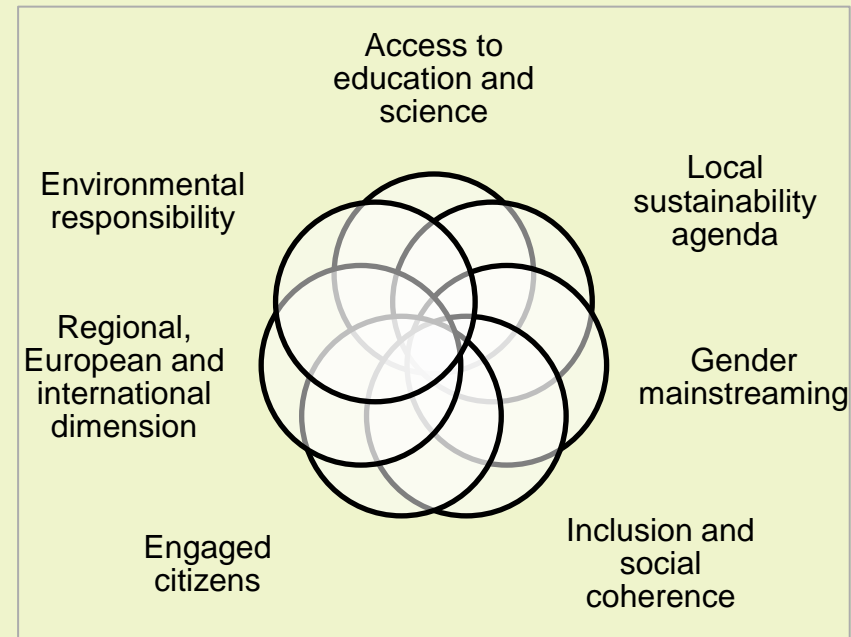 Access to
education and
science
Local
sustainability
agenda
Gender
mainstreaming
Inclusion and
social
coherence
Engaged
citizens
Regional,
European and
international
dimension
Environmental
responsibility